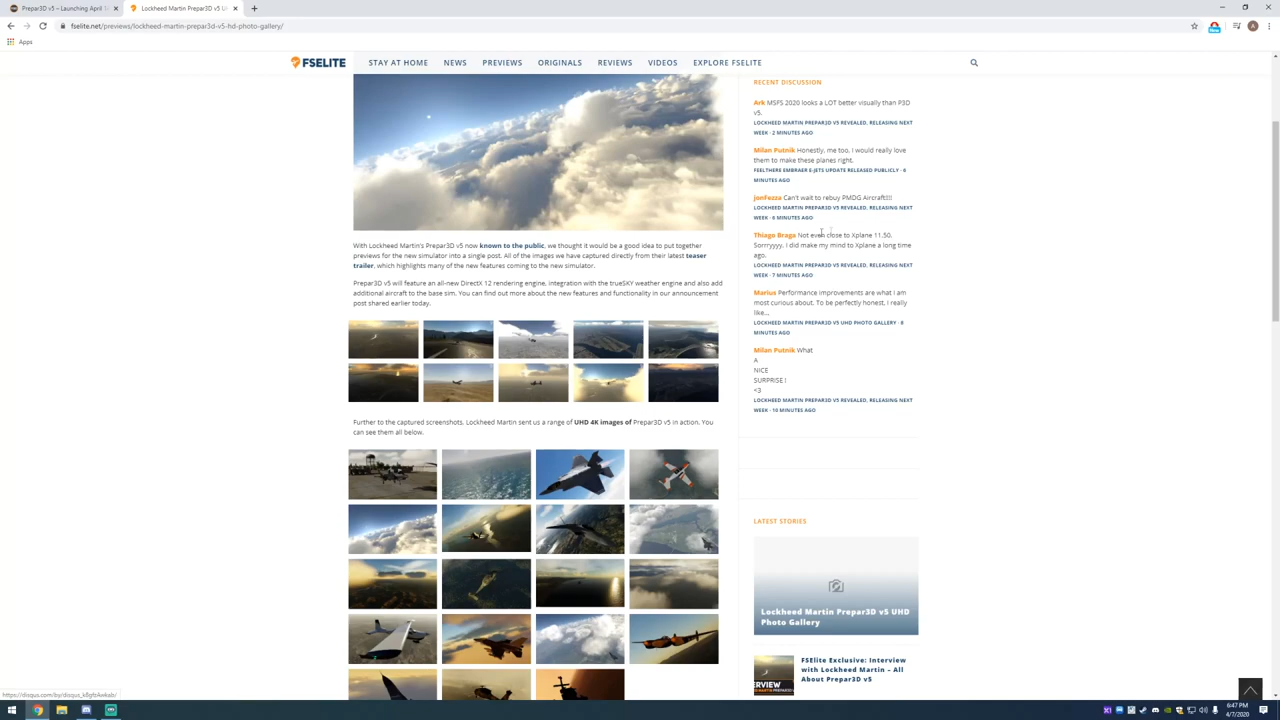 Prepar3D v5 – Launching April
Lockheed Martin Prepar3D v5 U
fselite.net/previews/lockheed-martin-prepar3d-v5-hd-photo-gallery/
Apps
FSELITE
STAY AT HOME
NEWS
PREVIEWS
ORIGINALS
REVIEWS
VIDEOS
EXPLORE FSELITE
RECENT DISCUSSION
Ark MSFS 2020 looks a LOT better visually than P3D
v5.
LOCKHEED MARTIN PREPAR3D V5 REVEALED, RELEASING NEXT
WEEK · 2 MINUTES AGO
Milan Putnik Honestly, me too, I would really love
them to make these planes right.
FEELTHERE EMBRAER E-JETS UPDATE RELEASED PUBLICLY · 6
MINUTES AGO
JonFezza Can't wait to rebuy PMDG Aircraft!!!!
LOCKHEED MARTIN PREPAR3D V5 REVEALED, RELEASING NEXT
WEEK · 6 MINUTES AGO
Thiago Braga Not even close to Xplane 11.50.
Sorrryyyy, I did make my mind to Xplane a long time
ago.
LOCKHEED MARTIN PREPAR3D V5 REVEALED, RELEASING NEXT
WEEK · 7 MINUTES AGO
Marius Performance improvements are what I am
most curious about. To be perfectly honest, I really
like...
LOCKHEED MARTIN PREPAR3D V5 UHD PHOTO GALLERY · 8
MINUTES AGO
Milan Putnik What
A
NICE
SURPRISE !
<3
LOCKHEED MARTIN PREPAR3D V5 REVEALED, RELEASING NEXT
WEEK · 10 MINUTES AGO
With Lockheed Martin's Prepar3D v5 now known to the public, we thought it would be a good idea to put together
previews for the new simulator into a single post. All of the images we have captured directly from their latest teaser
trailer, which highlights many of the new features coming to the new simulator.
Prepar3D v5 will feature an all-new DirectX 12 rendering engine, integration with the trueSKY weather engine and also
additional aircraft to the base sim. You can find out more about the new features and functionality in our announcement
post shared earlier today.
Further to the captured screenshots, Lockheed Martin sent us a range of UHD 4K images of Prepar3D v5 in action. You
can see them all below.
LATEST STORIES
Lockheed Martin Prepar3D v5 UHD
Photo Gallery
FSElite Exclusive: Interview
with Lockheed Martin – All
About Prepar3D v5
6:47 PM
4/7/2020